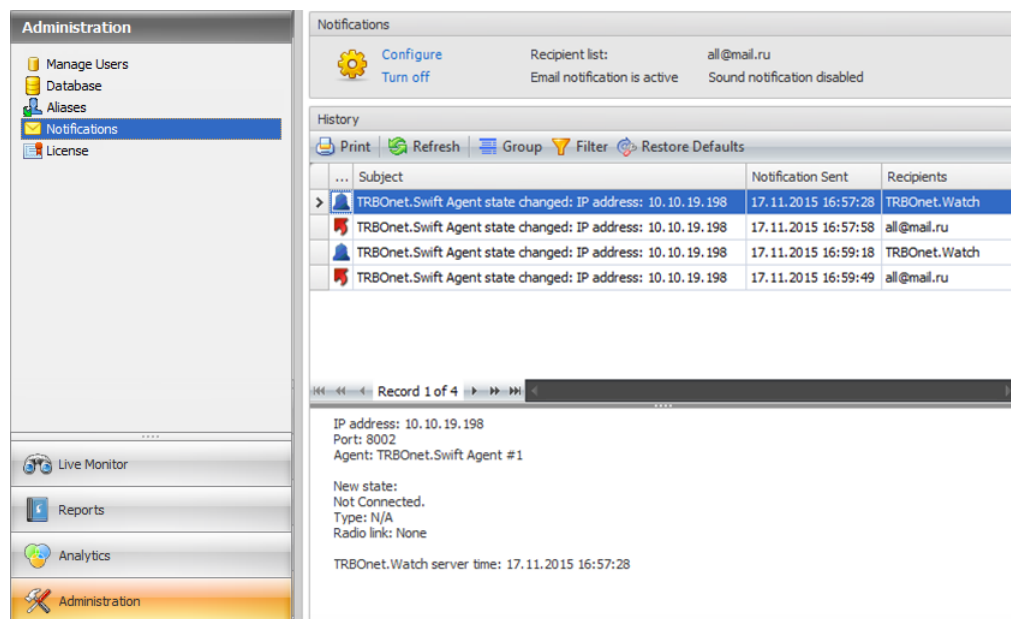 Administration
Manage Users
Database
Aliases
Notifications
License
Live Monitor
Reports
Analytics
Administration
Notifications
Configure Recipient list: all@mail.ru
Turn off Email notification is active Sound notification disabled
History
Print Refresh Group Filter Restore Defaults
... Subject Notification Sent Recipients
TRBOnet.Swift Agent state changed: IP address: 10.10.19.198 17.11.2015 16:57:28 TRBOnet.Watch
TRBOnet.Swift Agent state changed: IP address: 10.10.19.198 17.11.2015 16:57:58 all@mail.ru
TRBOnet.Swift Agent state changed: IP address: 10.10.19.198 17.11.2015 16:59:18 TRBOnet.Watch
TRBOnet.Swift Agent state changed: IP address: 10.10.19.198 17.11.2015 16:59:49 all@mail.ru
Record 1 of 4
IP address: 10.10.19.198
Port: 8002
Agent: TRBOnet.Swift Agent #1
New state:
Not Connected.
Type: N/A
Radio link: None
TRBOnet.Watch server time: 17.11.2015 16:57:28